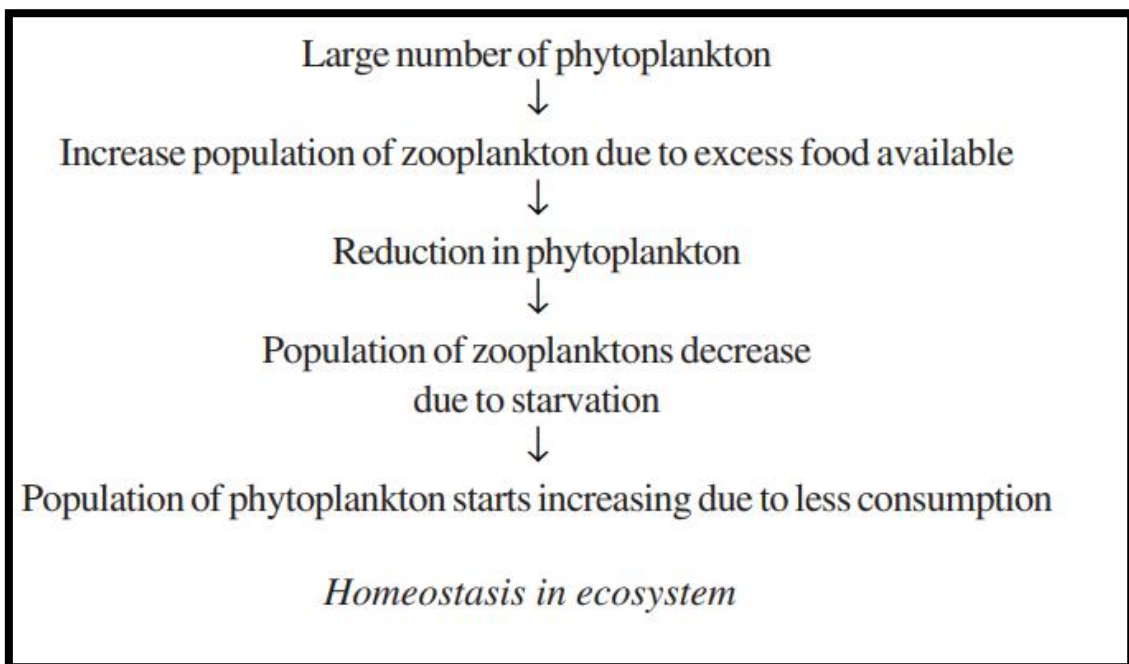 Large number of phytoplankton
↓
Increase population of zooplankton due to excess food available
↓
Reduction in phytoplankton
↓
Population of zooplanktons decrease
due to starvation
↓
Population of phytoplankton starts increasing due to less consumption
Homeostasis in ecosystem